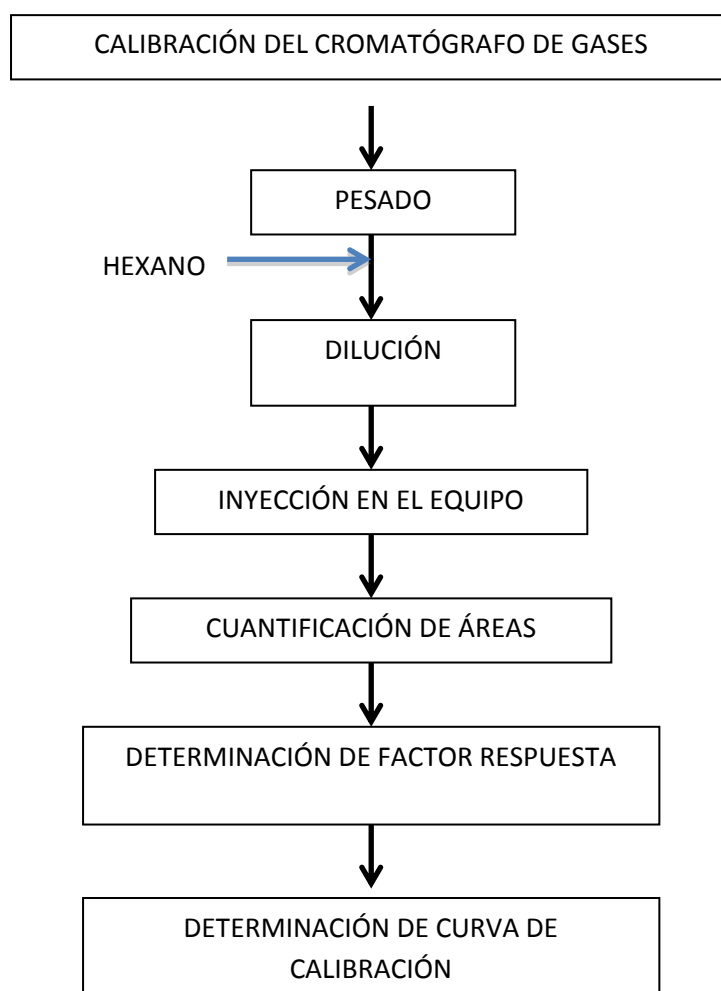 CALIBRACIÓN DEL CROMATÓGRAFO DE GASES
PESADO
HEXANO
DILUCIÓN
INYECCIÓN EN EL EQUIPO
CUANTIFICACIÓN DE ÁREAS
DETERMINACIÓN DE FACTOR RESPUESTA
DETERMINACIÓN DE CURVA DE
CALIBRACIÓN